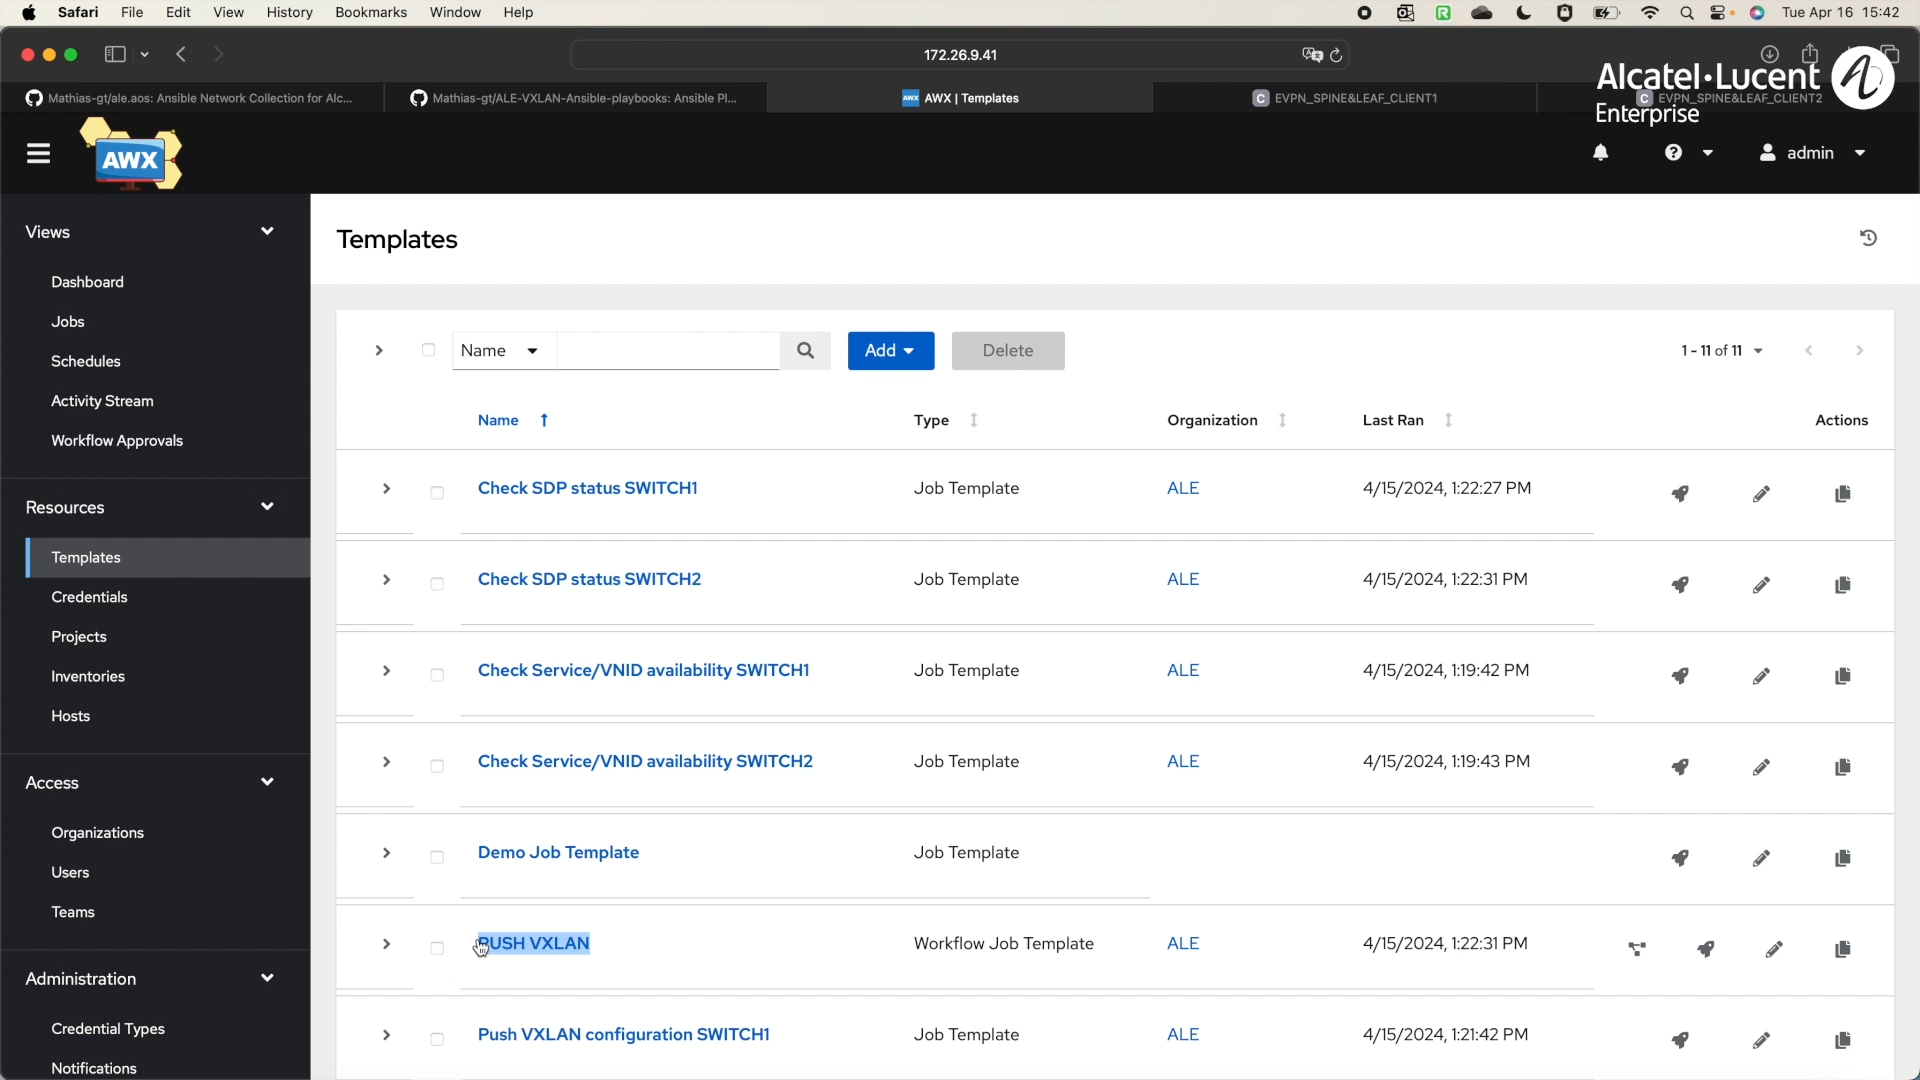 Safari File Edit View History Bookmarks Window Help Tue Apr 16 15:42
172.26.9.41
Mathias-gt/ale.aos: Ansible Network Collection for Alc... Mathias-gt/ALE-VXLAN-Ansible-playbooks: Ansible Pl... AWX | Templates EVPN_SPINE&LEAF_CLIENT1 EVPN_SPINE&LEAF_CLIENT2
Alcatel·Lucent
Enterprise
AWX admin
Views
Dashboard
Jobs
Schedules
Activity Stream
Workflow Approvals
Resources
Templates
Credentials
Projects
Inventories
Hosts
Access
Organizations
Users
Teams
Administration
Credential Types
Notifications
Templates
Name Add Delete 1 - 11 of 11
Name Type Organization Last Ran Actions
Check SDP status SWITCH1 Job Template ALE 4/15/2024, 1:22:27 PM
Check SDP status SWITCH2 Job Template ALE 4/15/2024, 1:22:31 PM
Check Service/VNID availability SWITCH1 Job Template ALE 4/15/2024, 1:19:42 PM
Check Service/VNID availability SWITCH2 Job Template ALE 4/15/2024, 1:19:43 PM
Demo Job Template Job Template
PUSH VXLAN Workflow Job Template ALE 4/15/2024, 1:22:31 PM
Push VXLAN configuration SWITCH1 Job Template ALE 4/15/2024, 1:21:42 PM